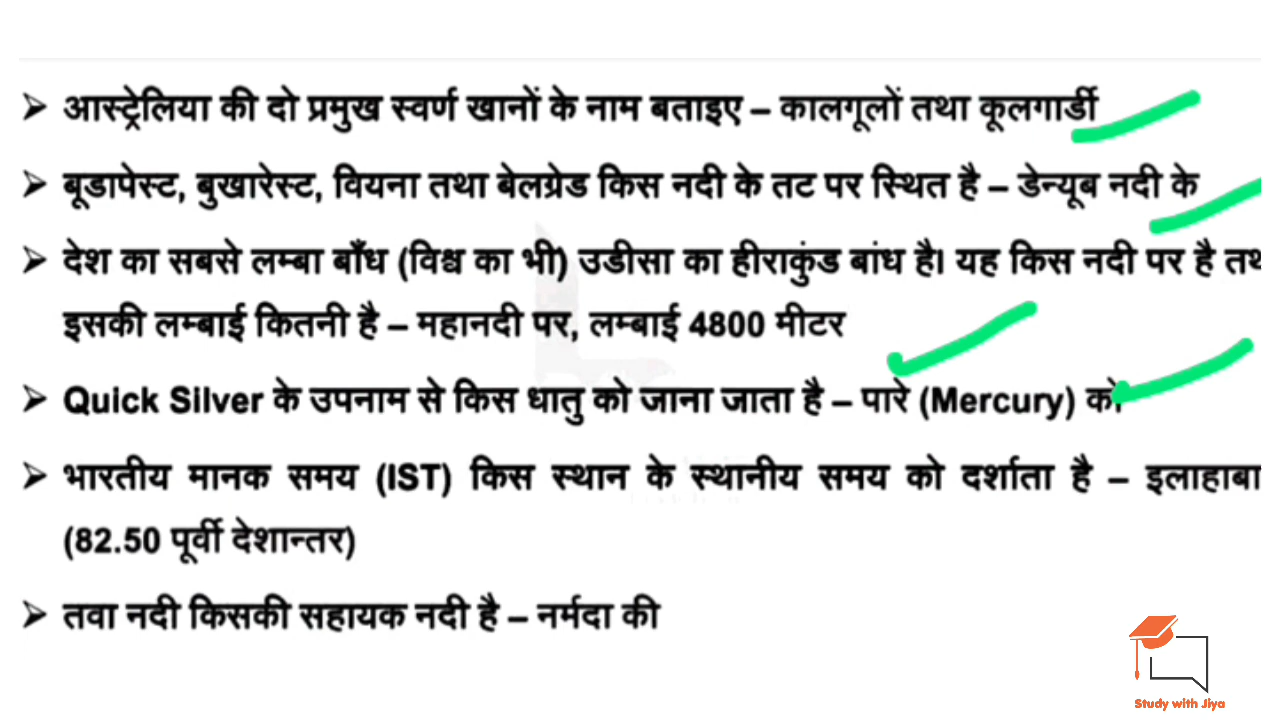 ➢ आस्ट्रेलिया की दो प्रमुख स्वर्ण खानों के नाम बताइए – कालगूलों तथा कूलगार्डी
➢ बूडापेस्ट, बुखारेस्ट, वियना तथा बेलग्रेड किस नदी के तट पर स्थित है – डेन्यूब नदी के
➢ देश का सबसे लम्बा बाँध (विश्व का भी) उडीसा का हीराकुंड बांध है। यह किस नदी पर है
इसकी लम्बाई कितनी है – महानदी पर, लम्बाई 4800 मीटर
➢ Quick Silver के उपनाम से किस धातु को जाना जाता है – पारे (Mercury) को
➢ भारतीय मानक समय (IST) किस स्थान के स्थानीय समय को दर्शाता है – इलाहाबा
(82.50 पूर्वी देशान्तर)
➢ तवा नदी किसकी सहायक नदी है – नर्मदा की
Study with Jiya